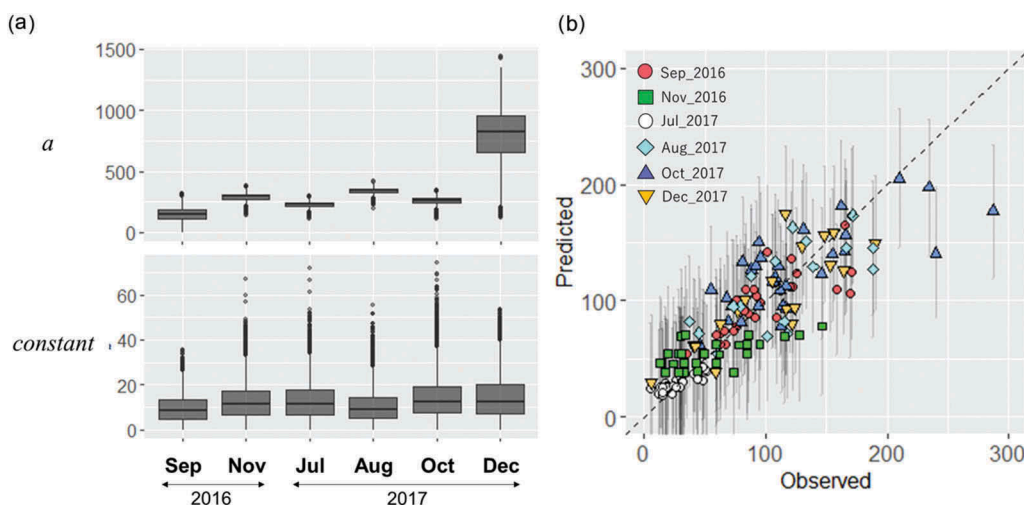 (a)
(b)
1500
1000
500
0
a
60
40
20
0
constant
Sep Nov Jul Aug Oct Dec
2016 2017
300
200
100
0
Predicted
Sep_2016
Nov_2016
Jul_2017
Aug_2017
Oct_2017
Dec_2017
0 100 200 300
Observed